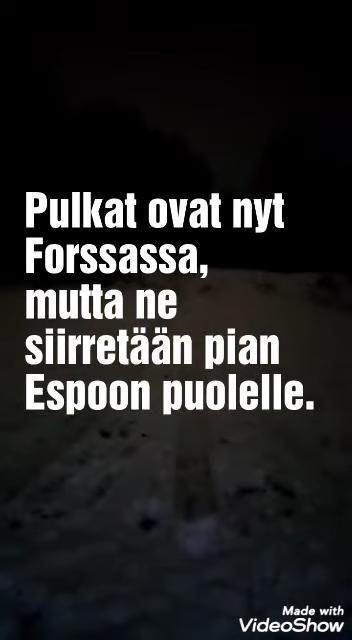 Pulkat ovat nyt
Forssassa,
mutta ne
siirretään pian
Espoon puolelle.
Made with
VideoShow